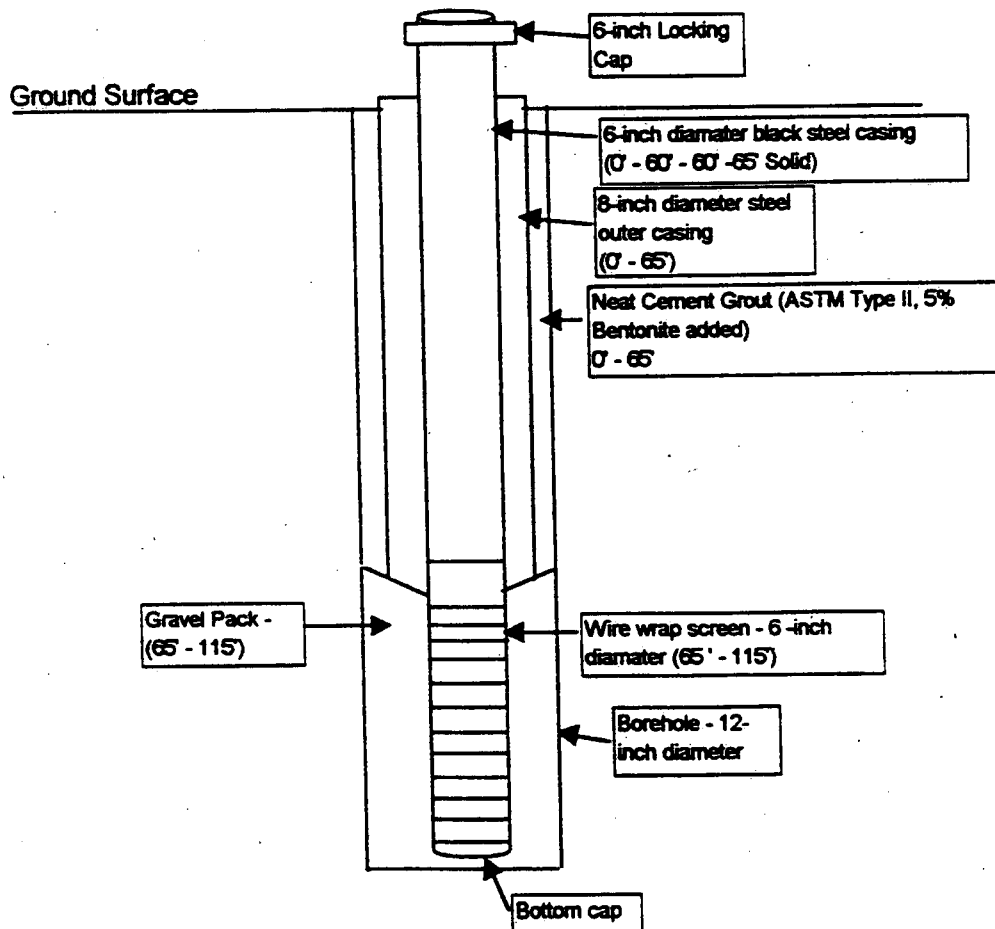 6-inch Locking
Cap
Ground Surface
6-inch diamater black steel casing
(0' - 60' - 60' -65' Solid)
8-inch diameter steel
outer casing
(0' - 65')
Neat Cement Grout (ASTM Type II, 5%
Bentonite added)
0' - 65'
Gravel Pack -
(65' - 115')
Wire wrap screen - 6 -inch
diamater (65 ' - 115')
Borehole - 12-
inch diameter
Bottom cap